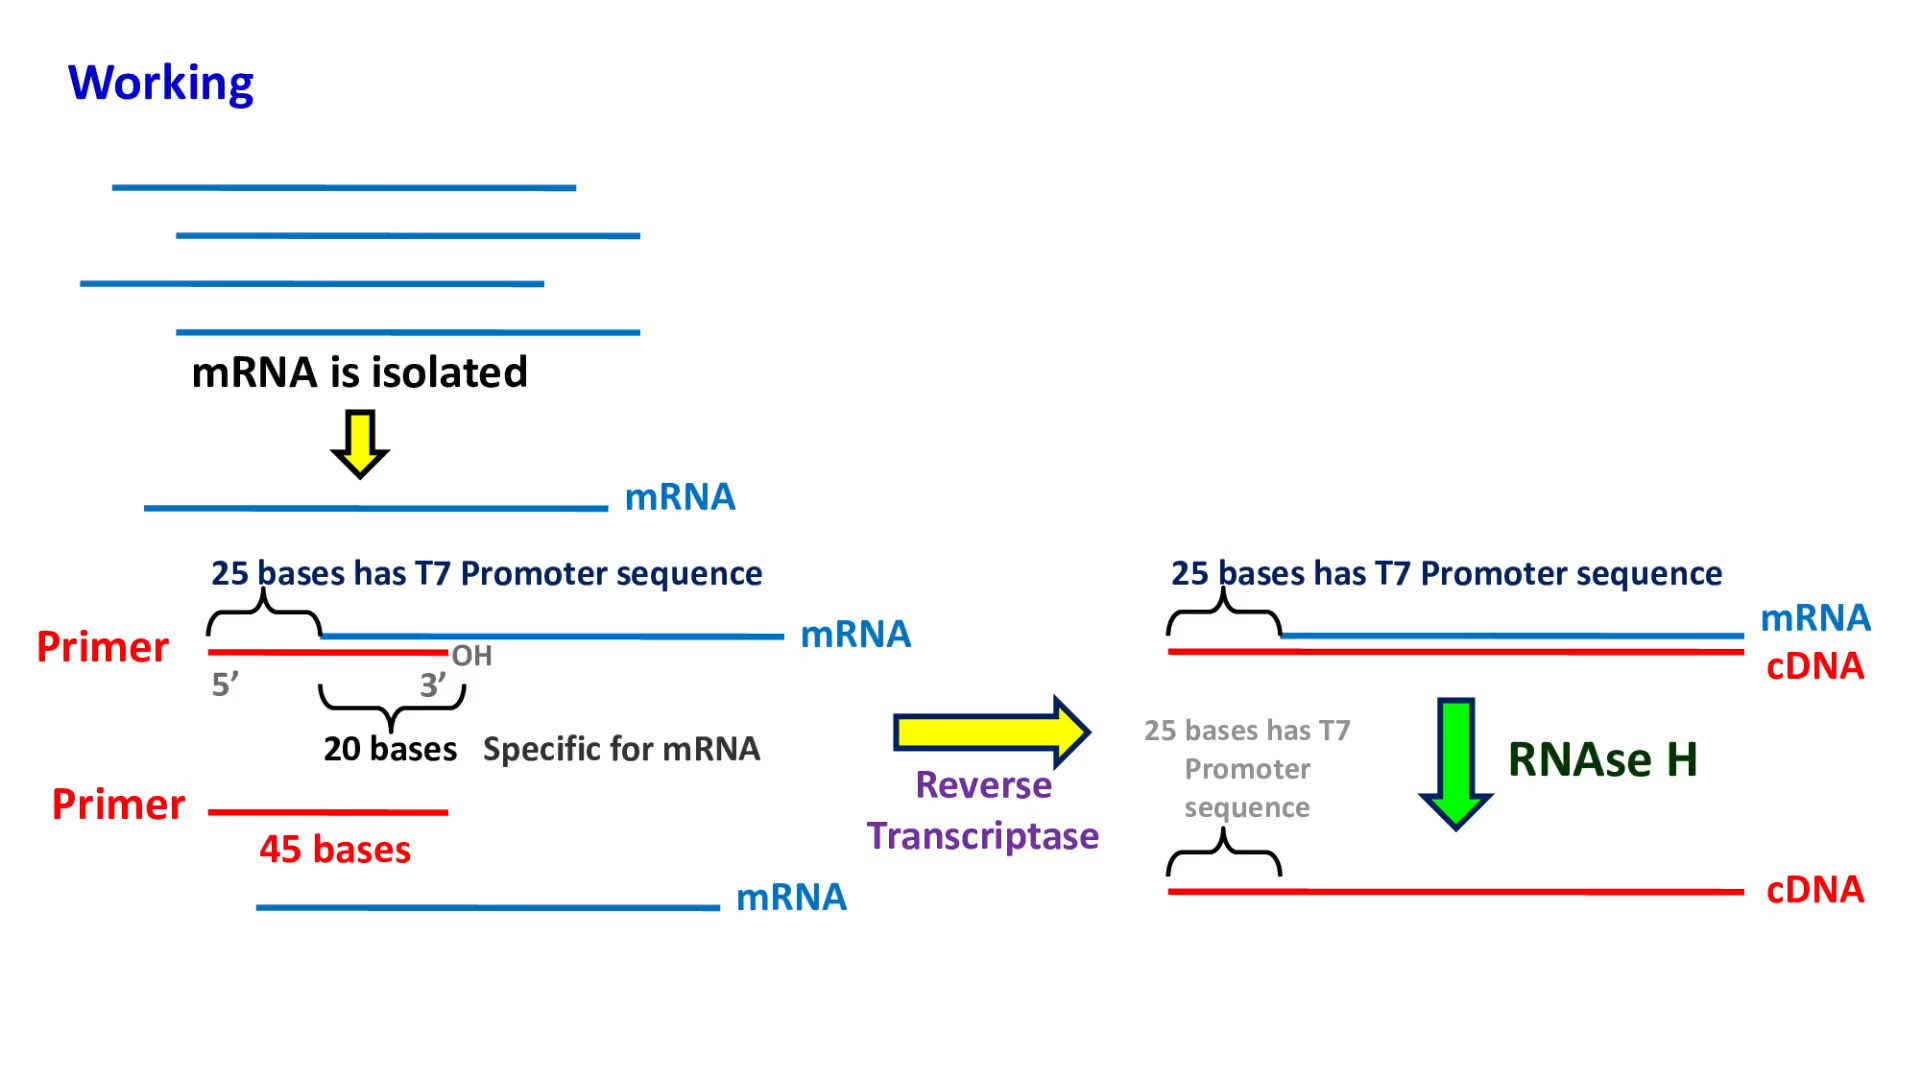 Working
mRNA is isolated
mRNA
25 bases has T7 Promoter sequence
Primer
mRNA
OH
5’
3’
20 bases Specific for mRNA
Primer
45 bases
mRNA
Reverse
Transcriptase
25 bases has T7 Promoter sequence
mRNA
cDNA
25 bases has T7
Promoter
sequence
RNAse H
cDNA